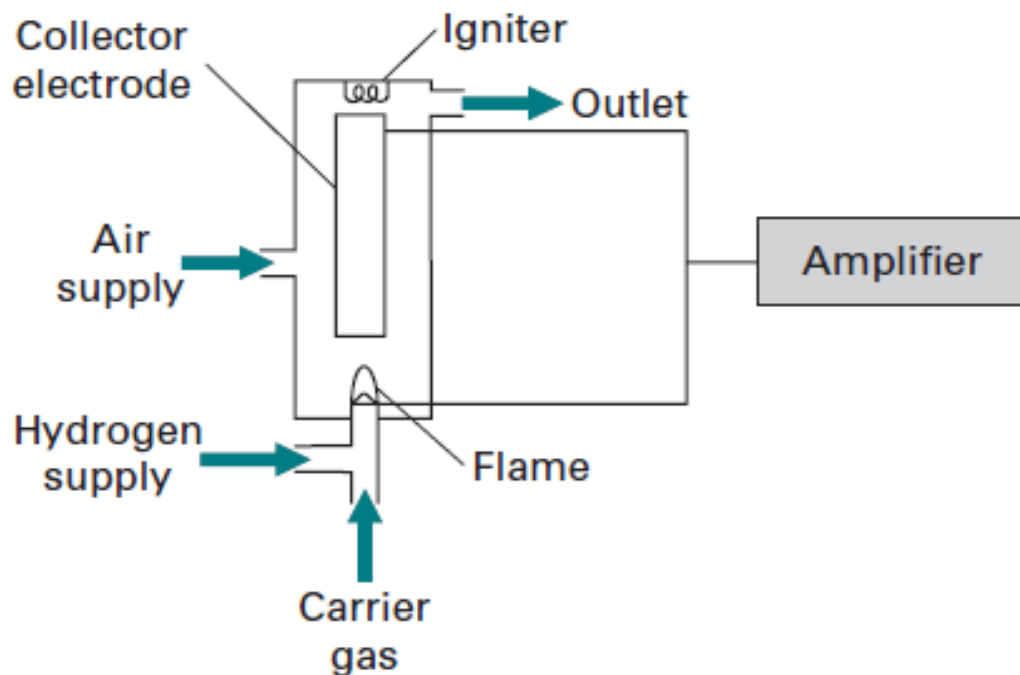 Collector
electrode
Igniter
Outlet
Air
supply
Amplifier
Hydrogen
supply
Flame
Carrier
gas